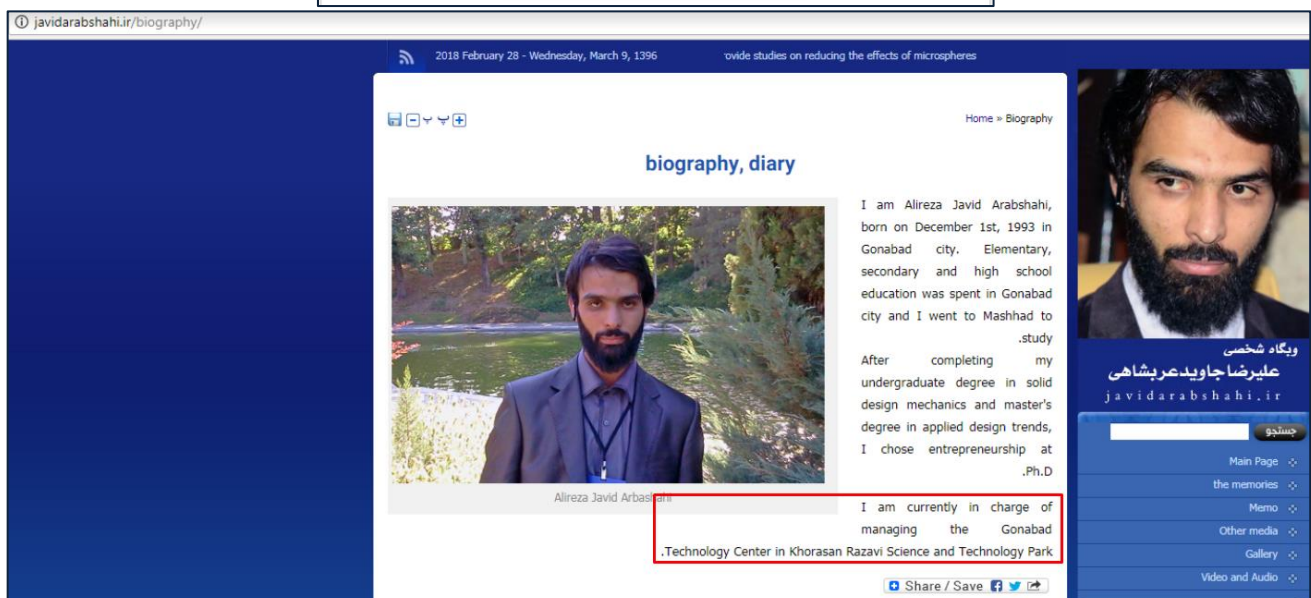 javidarabshahi.ir/biography/
2018 February 28 - Wednesday, March 9, 1396
ovide studies on reducing the effects of microspheres
Home » Biography
biography, diary
I am Alireza Javid Arabshahi,
born on December 1st, 1993 in
Gonabad city. Elementary,
secondary and high school
education was spent in Gonabad
city and I went to Mashhad to
.study
After completing my
undergraduate degree in solid
design mechanics and master's
degree in applied design trends,
I chose entrepreneurship at
.Ph.D
Alireza Javid Arbashahi
I am currently in charge of
managing the Gonabad
.Technology Center in Khorasan Razavi Science and Technology Park
Share / Save
وبگاه شخصی
علیرضا جاویدعربشاهی
javidarabshahi.ir
جستجو
Main Page
the memories
Memo
Other media
Gallery
Video and Audio